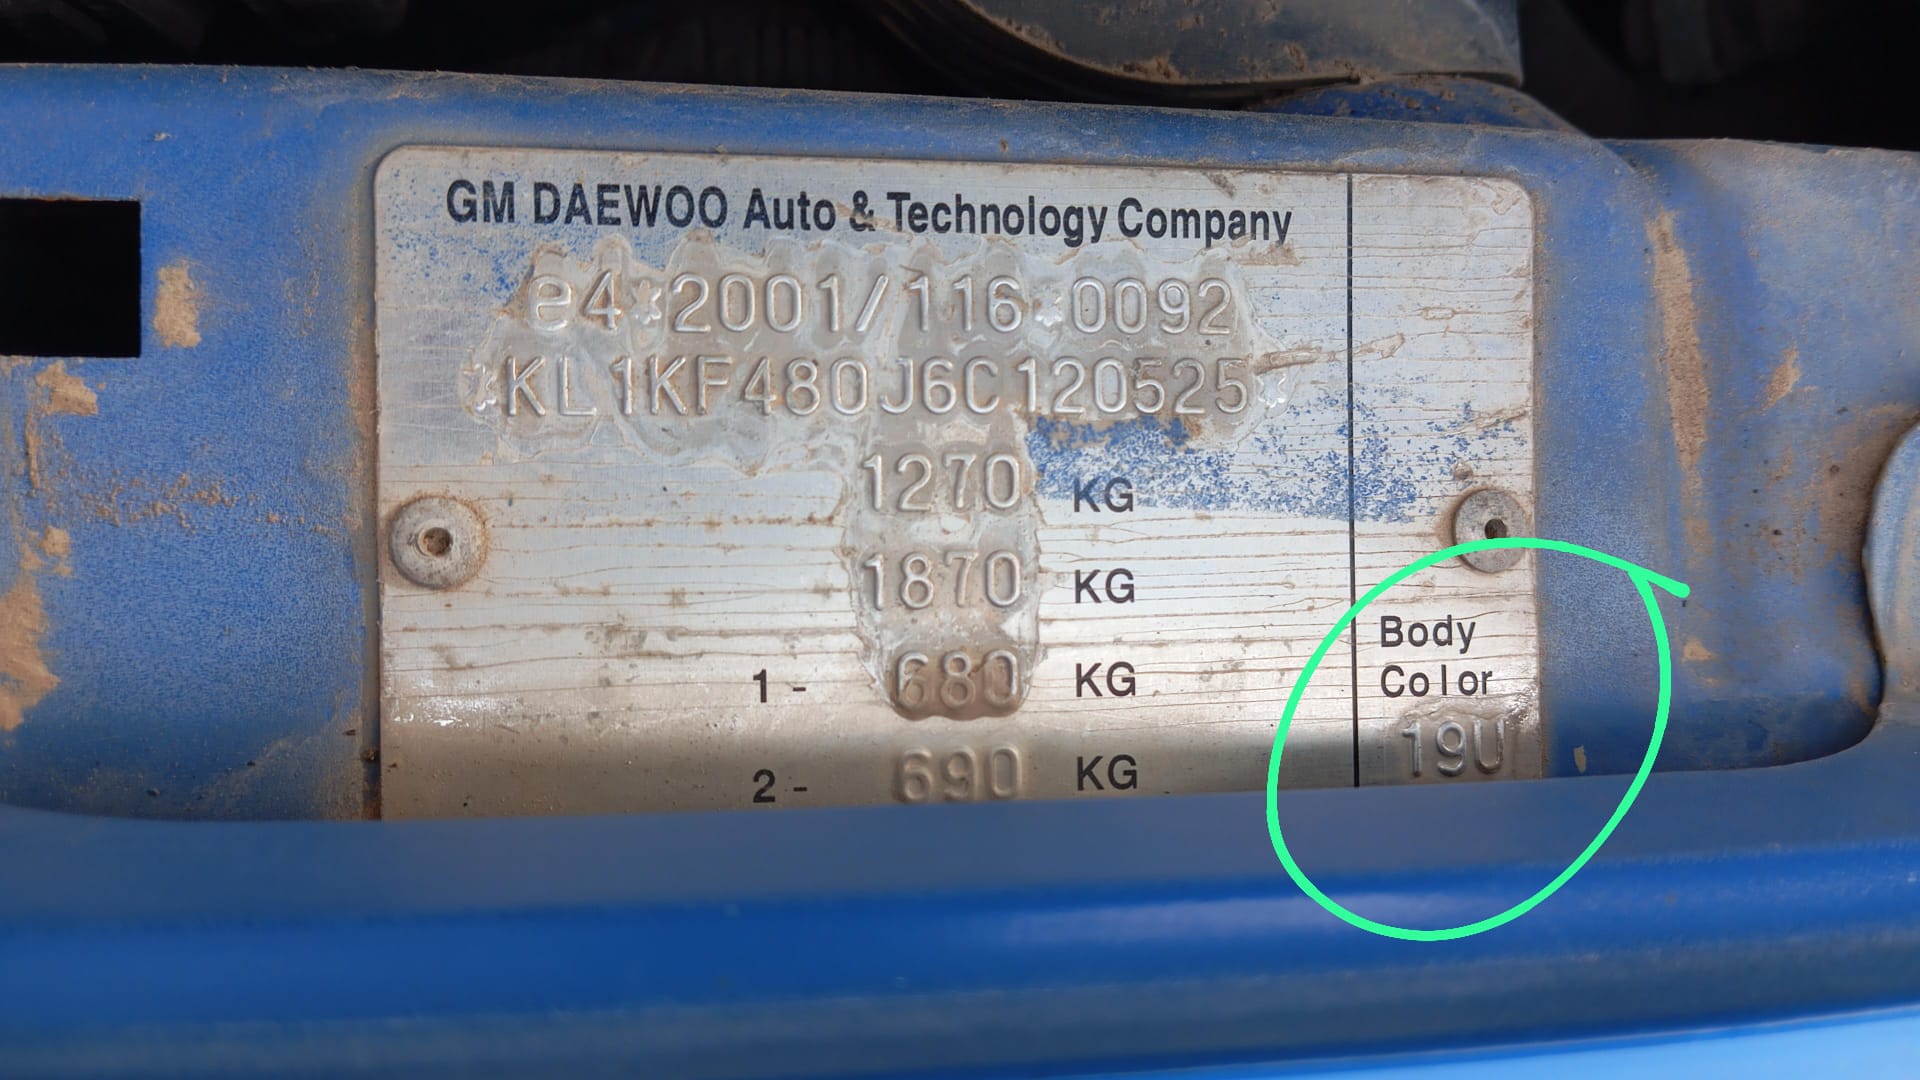 GM DAEWOO Auto & Technology Company
e4*2001/116*0092
*KL1KF480J6C120525*
1270 KG
1870 KG
1 - 680 KG
2 - 690 KG
Body
Color
19U